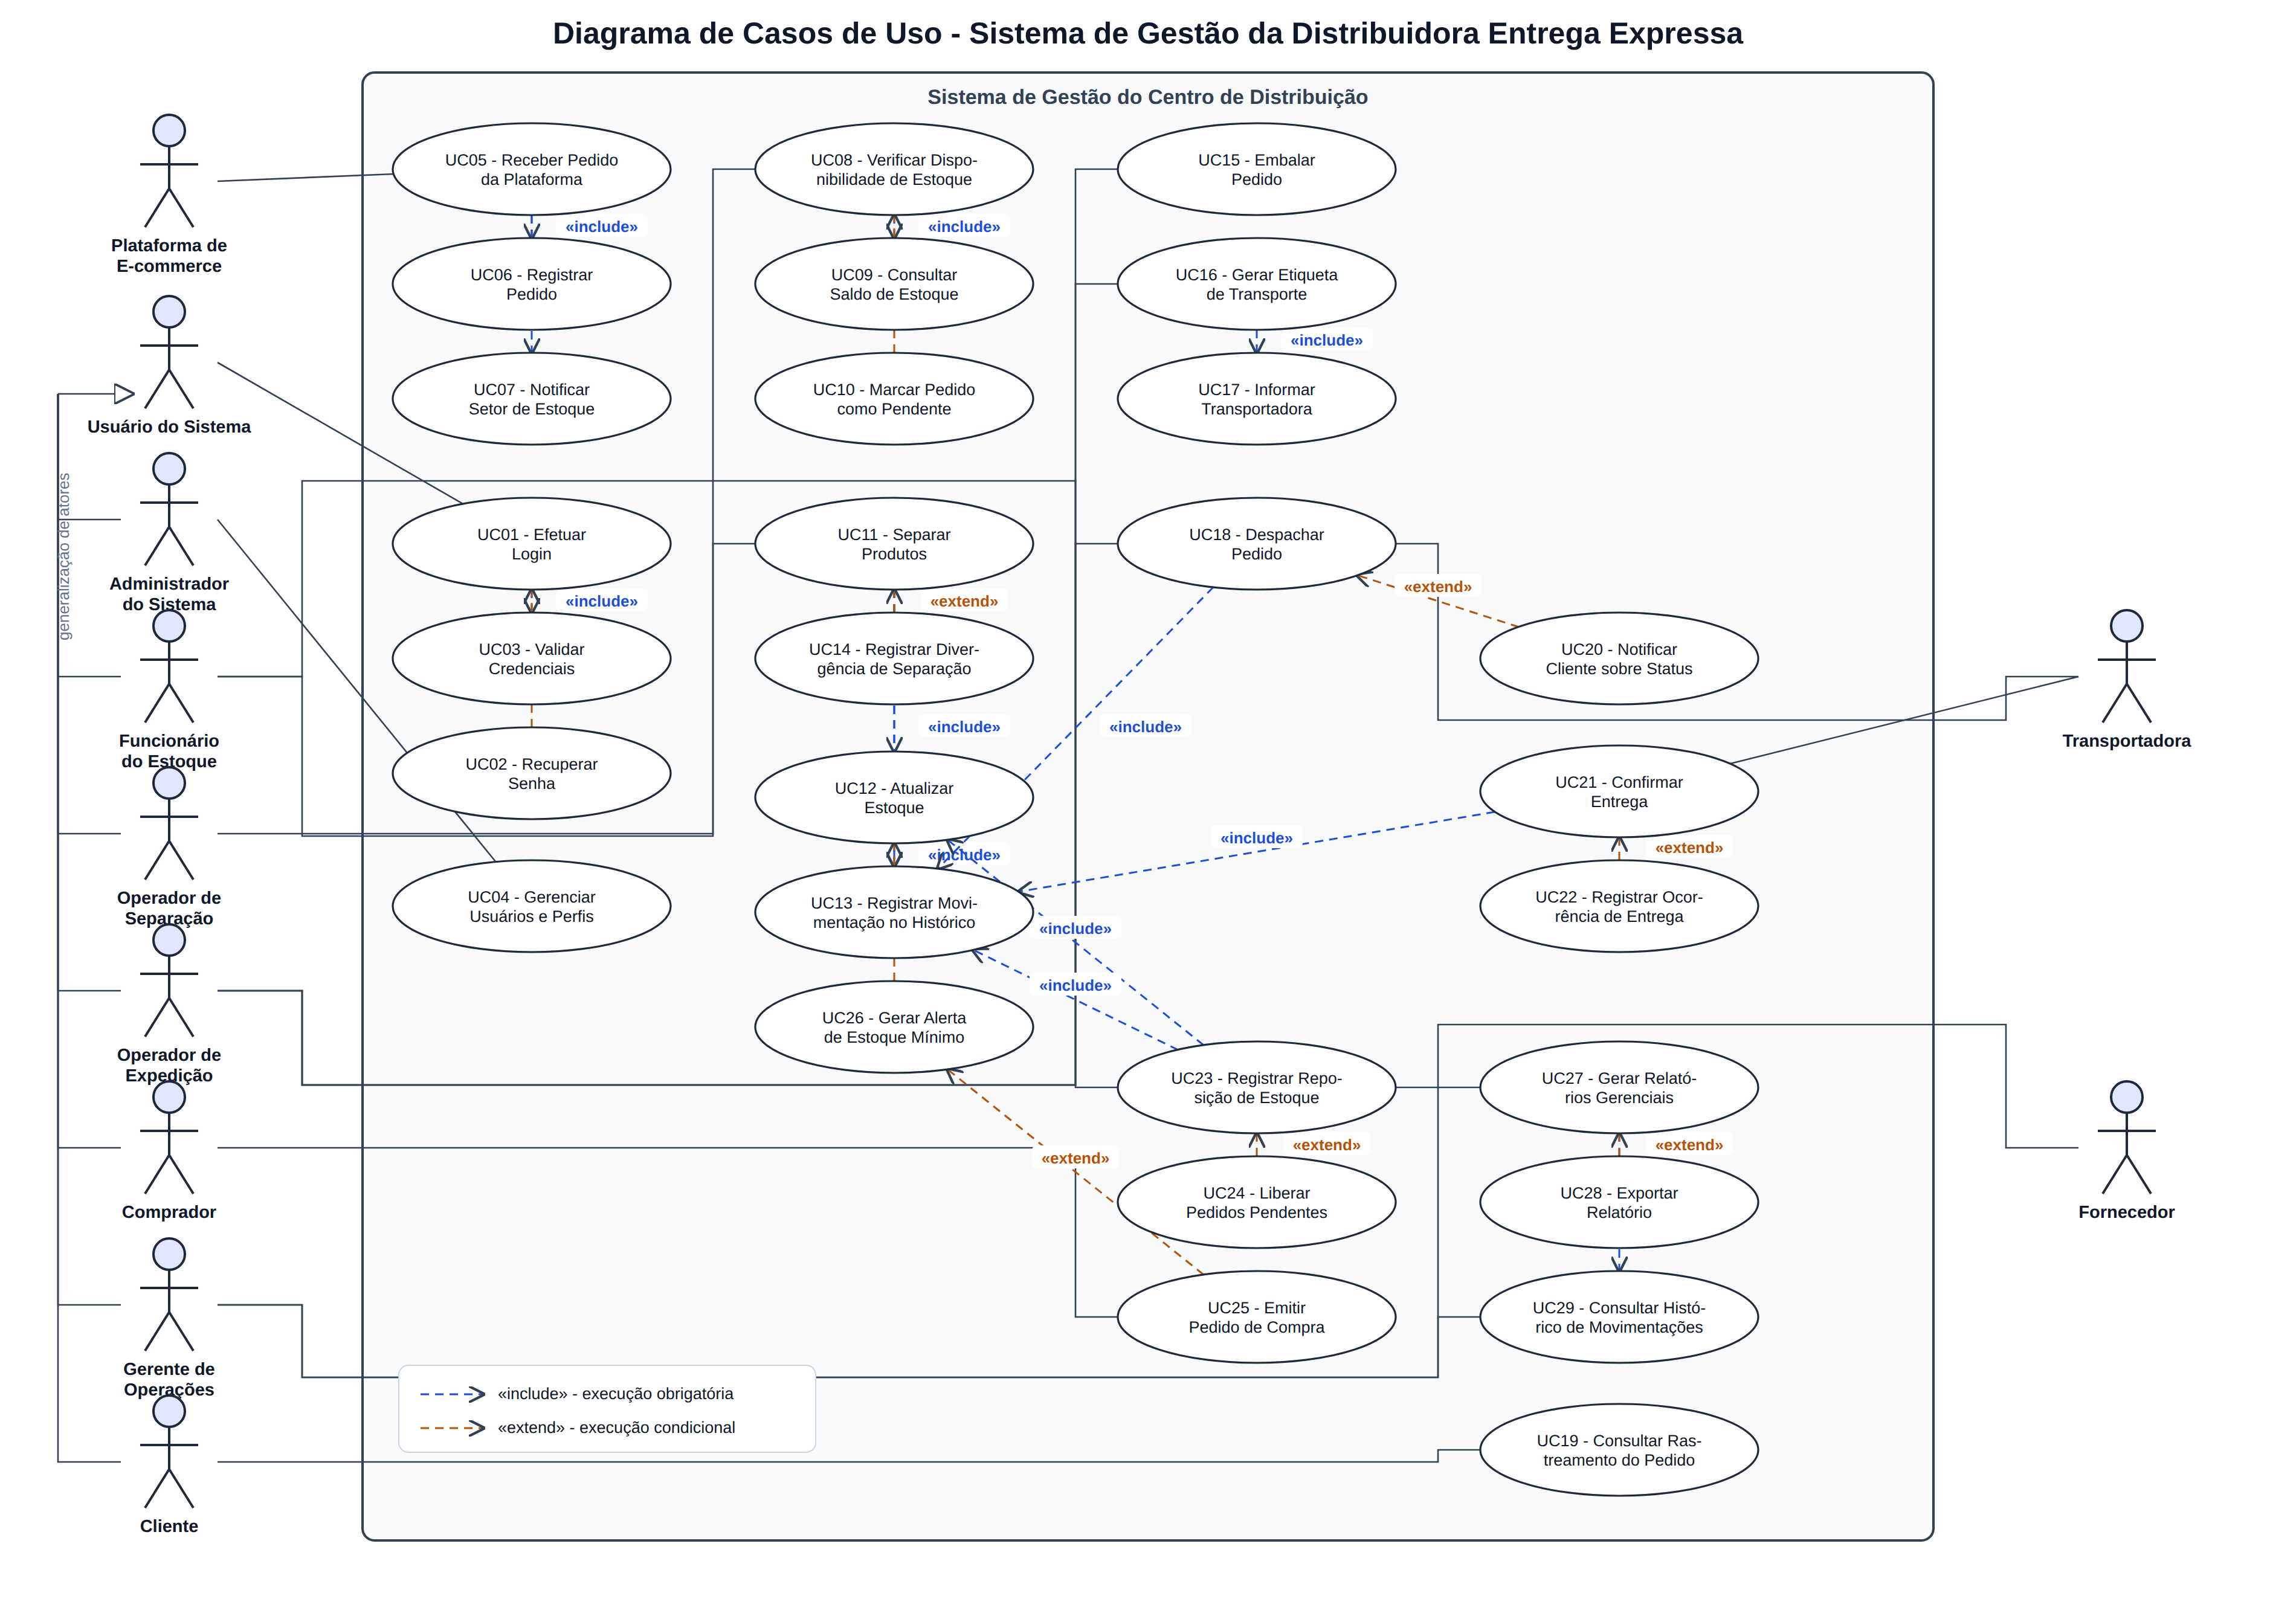 Diagrama de Casos de Uso - Sistema de Gestão da Distribuidora Entrega Expressa
Sistema de Gestão do Centro de Distribuição
Plataforma de
E-commerce
Usuário do Sistema
generalização de atores
Administrador
do Sistema
Funcionário
do Estoque
Operador de
Separação
Operador de
Expedição
Comprador
Gerente de
Operações
Cliente
UC05 - Receber Pedido
da Plataforma
«include»
UC06 - Registrar
Pedido
UC07 - Notificar
Setor de Estoque
UC01 - Efetuar
Login
«include»
UC03 - Validar
Credenciais
UC02 - Recuperar
Senha
UC04 - Gerenciar
Usuários e Perfis
UC08 - Verificar Dispo-
nibilidade de Estoque
«include»
UC09 - Consultar
Saldo de Estoque
UC10 - Marcar Pedido
como Pendente
UC11 - Separar
Produtos
«extend»
UC14 - Registrar Diver-
gência de Separação
«include»
UC12 - Atualizar
Estoque
«include»
UC13 - Registrar Movi-
mentação no Histórico
UC26 - Gerar Alerta
de Estoque Mínimo
UC15 - Embalar
Pedido
UC16 - Gerar Etiqueta
de Transporte
«include»
UC17 - Informar
Transportadora
UC18 - Despachar
Pedido
«extend»
«include»
«include»
«include»
«include»
UC23 - Registrar Repo-
sição de Estoque
«extend»
«extend»
UC24 - Liberar
Pedidos Pendentes
UC25 - Emitir
Pedido de Compra
UC20 - Notificar
Cliente sobre Status
UC21 - Confirmar
Entrega
«extend»
UC22 - Registrar Ocor-
rência de Entrega
UC27 - Gerar Relató-
rios Gerenciais
«extend»
UC28 - Exportar
Relatório
UC29 - Consultar Histó-
rico de Movimentações
UC19 - Consultar Ras-
treamento do Pedido
Transportadora
Fornecedor
«include» - execução obrigatória
«extend» - execução condicional